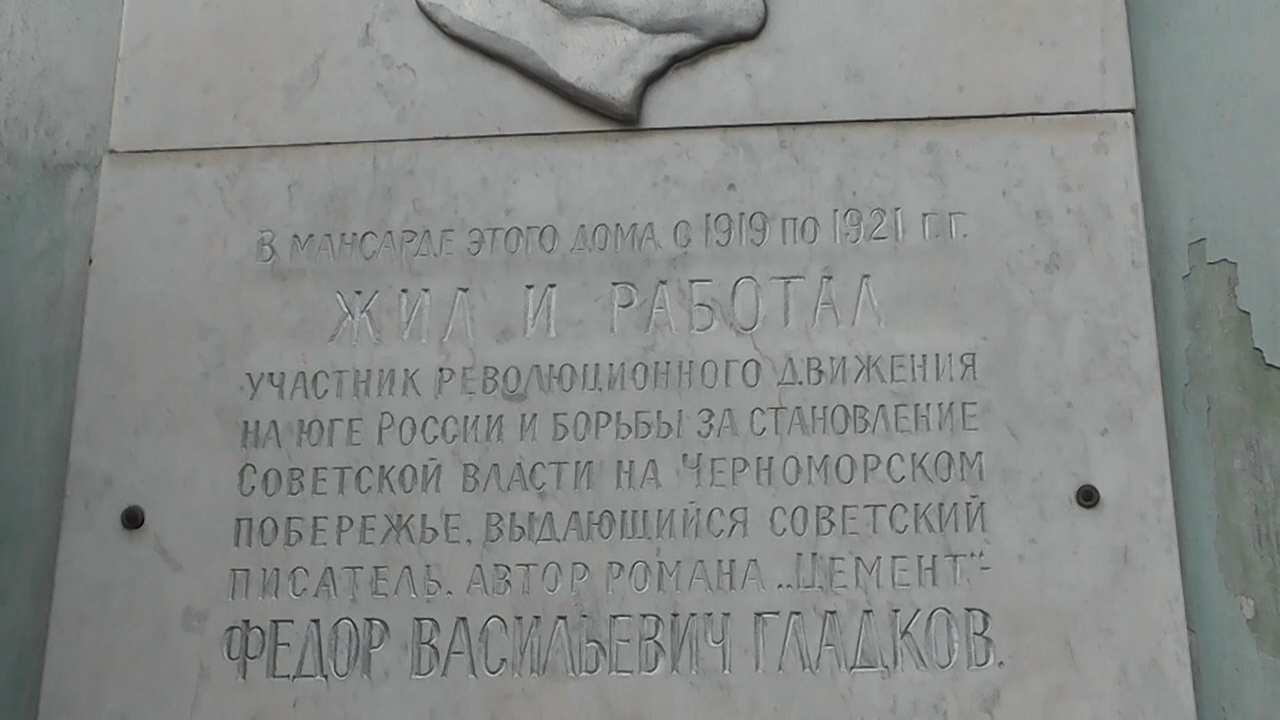 В МАНСАРДЕ ЭТОГО ДОМА С 1919 ПО 1921 Г.Г.
ЖИЛ И РАБОТАЛ
УЧАСТНИК РЕВОЛЮЦИОННОГО ДВИЖЕНИЯ
НА ЮГЕ РОССИИ И БОРЬБЫ ЗА СТАНОВЛЕНИЕ
СОВЕТСКОЙ ВЛАСТИ НА ЧЕРНОМОРСКОМ
ПОБЕРЕЖЬЕ, ВЫДАЮЩИЙСЯ СОВЕТСКИЙ
ПИСАТЕЛЬ, АВТОР РОМАНА „ЦЕМЕНТ“-
ФЕДОР ВАСИЛЬЕВИЧ ГЛАДКОВ.